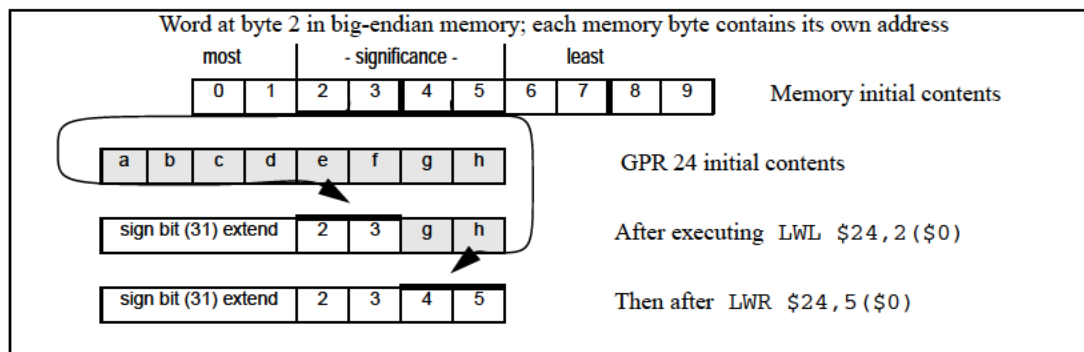 Word at byte 2 in big-endian memory; each memory byte contains its own address
most - significance - least
0 1 2 3 4 5 6 7 8 9 Memory initial contents
a b c d e f g h GPR 24 initial contents
sign bit (31) extend 2 3 g h After executing LWL $24,2($0)
sign bit (31) extend 2 3 4 5 Then after LWR $24,5($0)